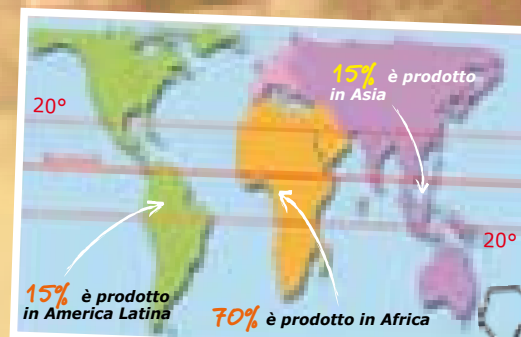 15% è prodotto
in Asia
20°
20°
15% è prodotto
in America Latina
70% è prodotto in Africa